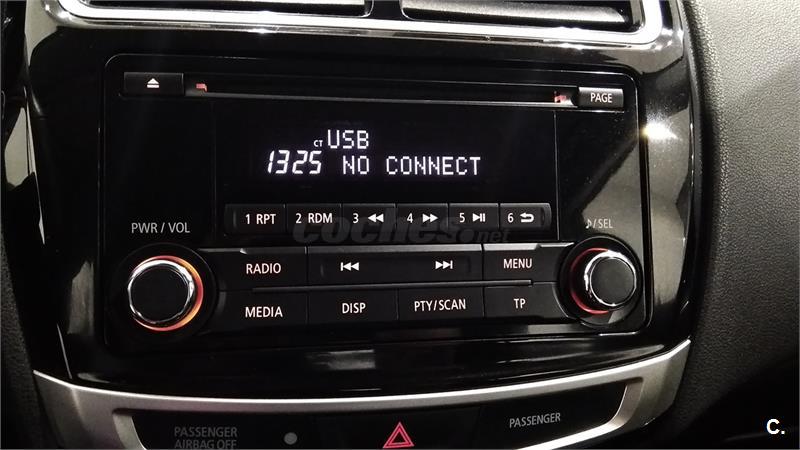 PAGE
CT USB
1325 NO CONNECT
1 RPT 2 RDM 3 4 5 6
coches.net
PWR / VOL
/SEL
RADIO MENU
MEDIA DISP PTY/SCAN TP
PASSENGER
AIRBAG OFF
PASSENGER
C.